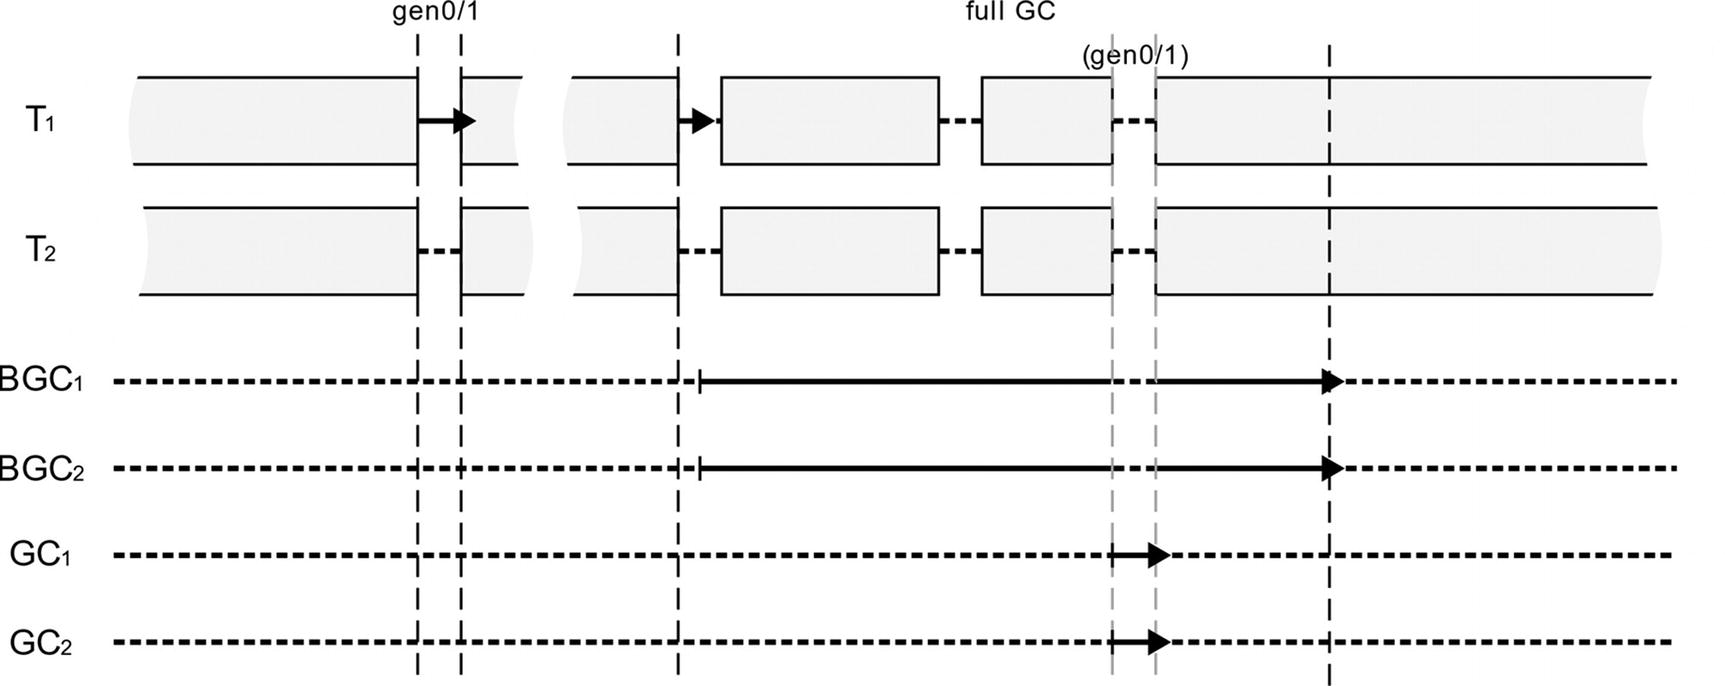 gen0/1
full GC
(gen0/1)
T1
T2
BGC1
BGC2
GC1
GC2